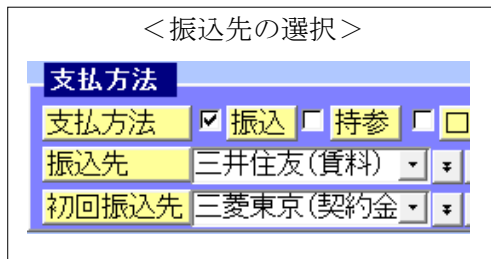 <振込先の選択>
支払方法
支払方法 振込 持参
振込先 三井住友(賃料)
初回振込先 三菱東京(契約金